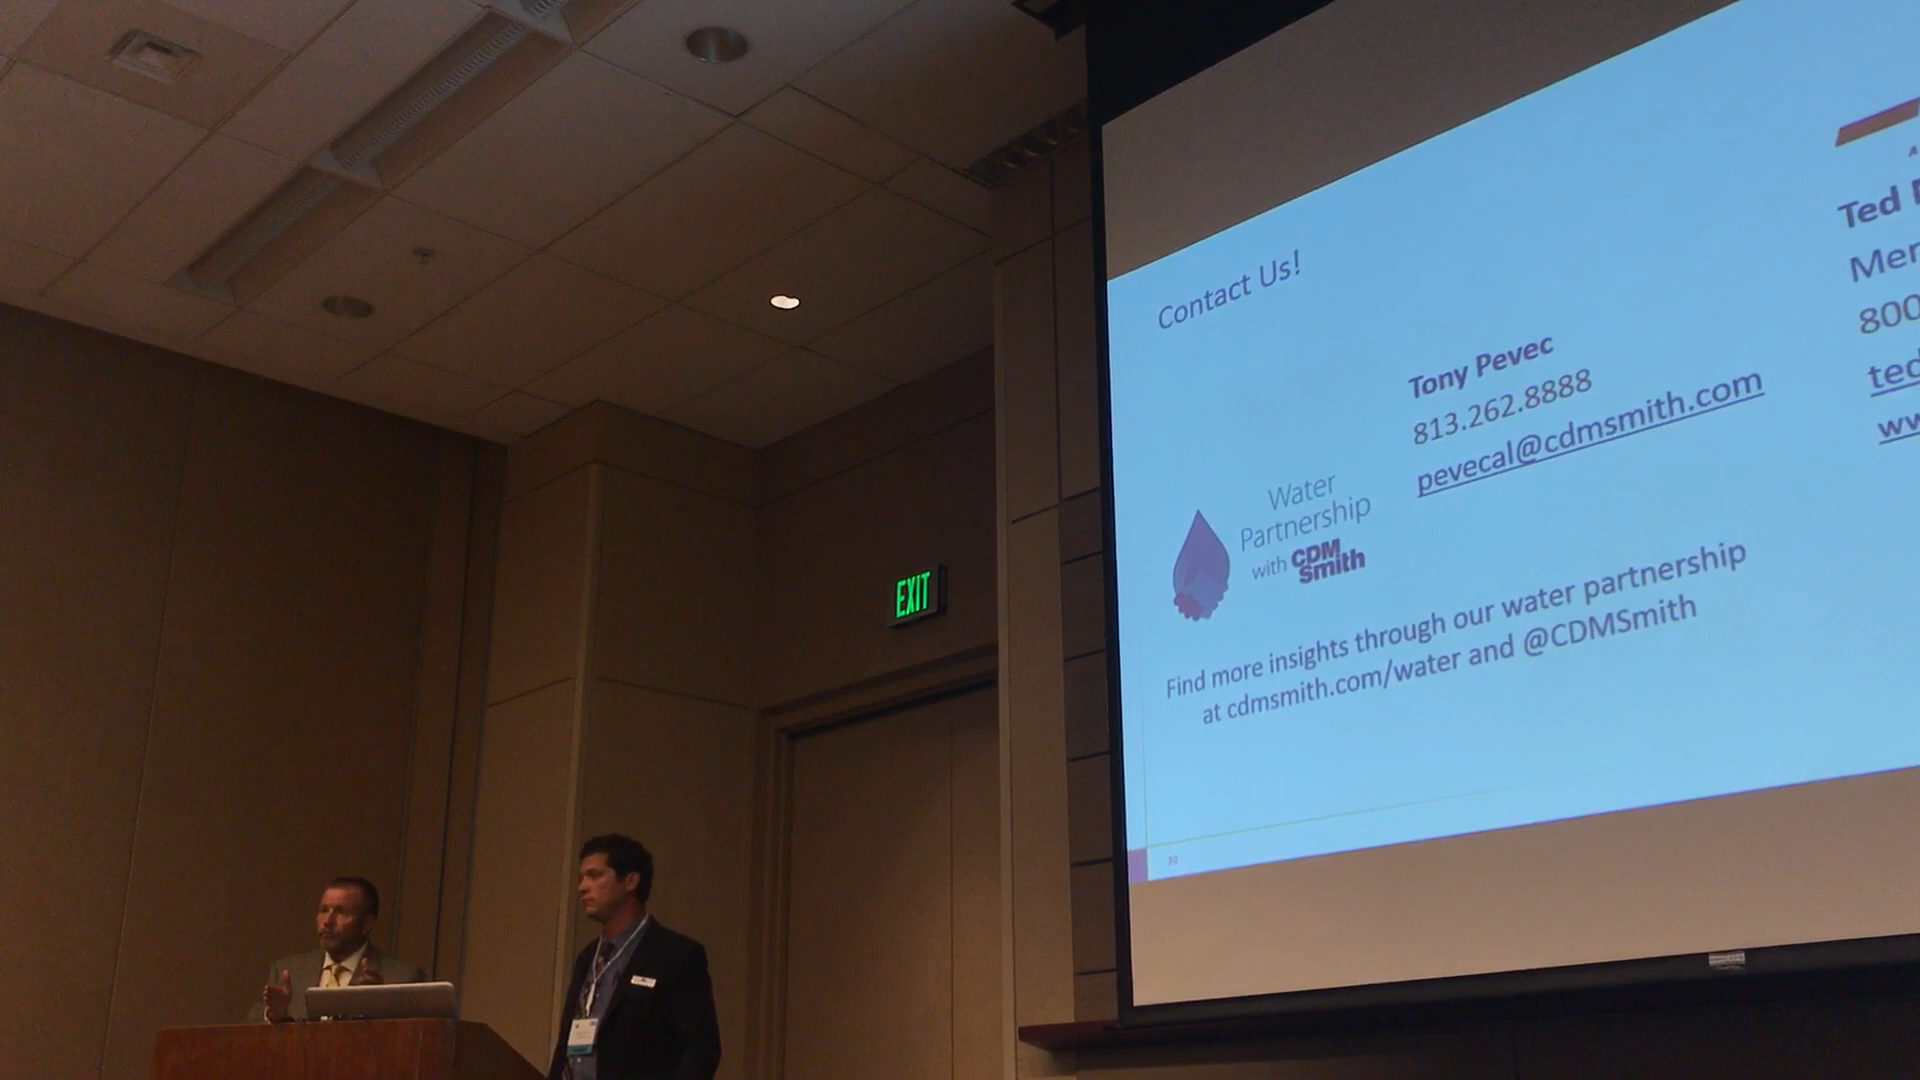 Contact Us!
Tony Pevec
813.262.8888
pevecal@cdmsmith.com
Water
Partnership
with CDM
Smith
Find more insights through our water partnership
at cdmsmith.com/water and @CDMSmith
Ted
800
EXIT